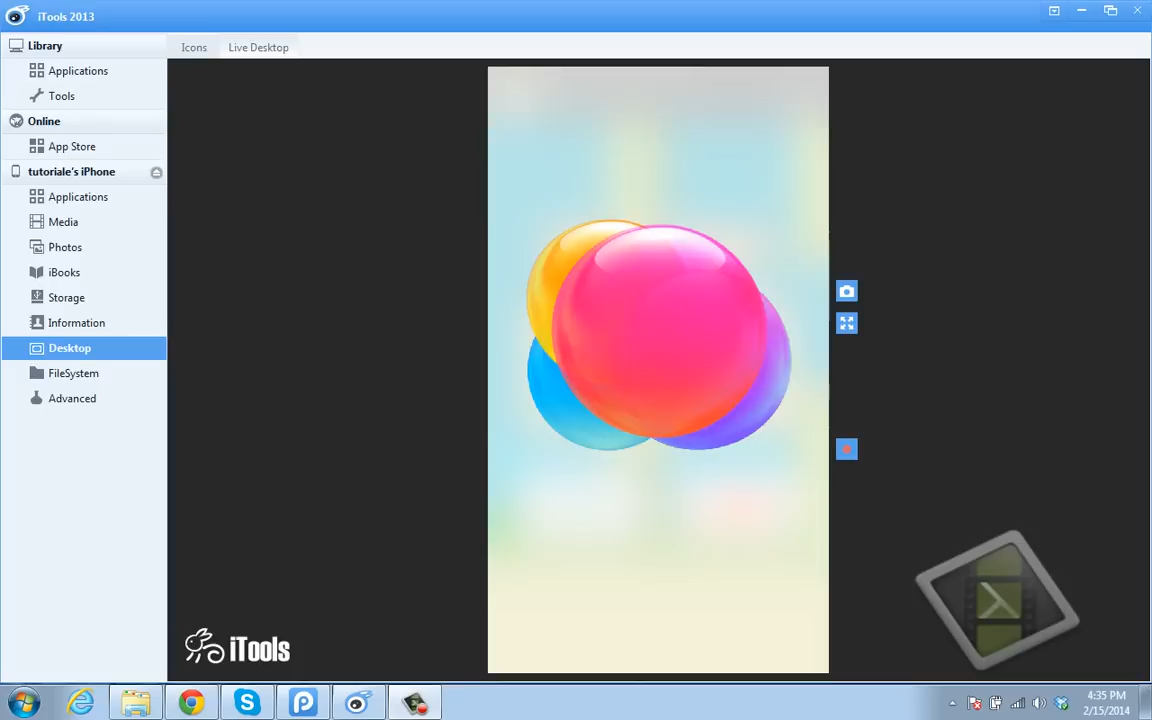 iTools 2013
Library
Icons
Live Desktop
Applications
Tools
Online
App Store
tutoriale's iPhone
Applications
Media
Photos
iBooks
Storage
Information
Desktop
FileSystem
Advanced
iTools
4:35 PM
2/15/2014